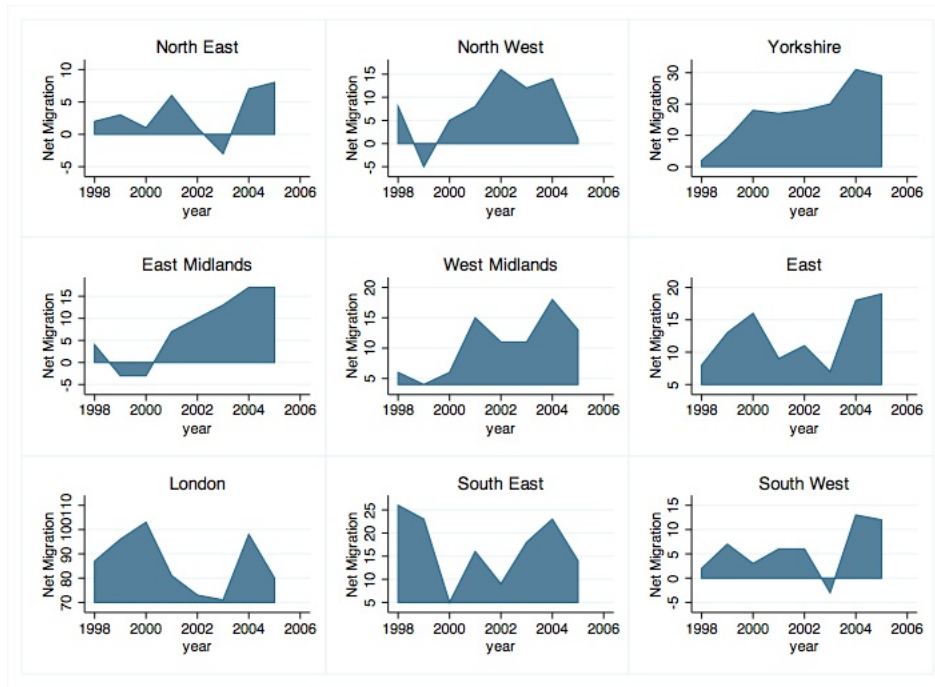 North East
Net Migration
10
5
0
-5
1998 2000 2002 2004 2006
year
North West
Net Migration
15
10
5
0
-5
1998 2000 2002 2004 2006
year
Yorkshire
Net Migration
30
20
10
0
1998 2000 2002 2004 2006
year
East Midlands
Net Migration
15
10
5
0
-5
1998 2000 2002 2004 2006
year
West Midlands
Net Migration
20
15
10
5
1998 2000 2002 2004 2006
year
East
Net Migration
20
15
10
5
1998 2000 2002 2004 2006
year
London
Net Migration
110
100
90
80
70
1998 2000 2002 2004 2006
year
South East
Net Migration
25
20
15
10
5
1998 2000 2002 2004 2006
year
South West
Net Migration
15
10
5
0
-5
1998 2000 2002 2004 2006
year